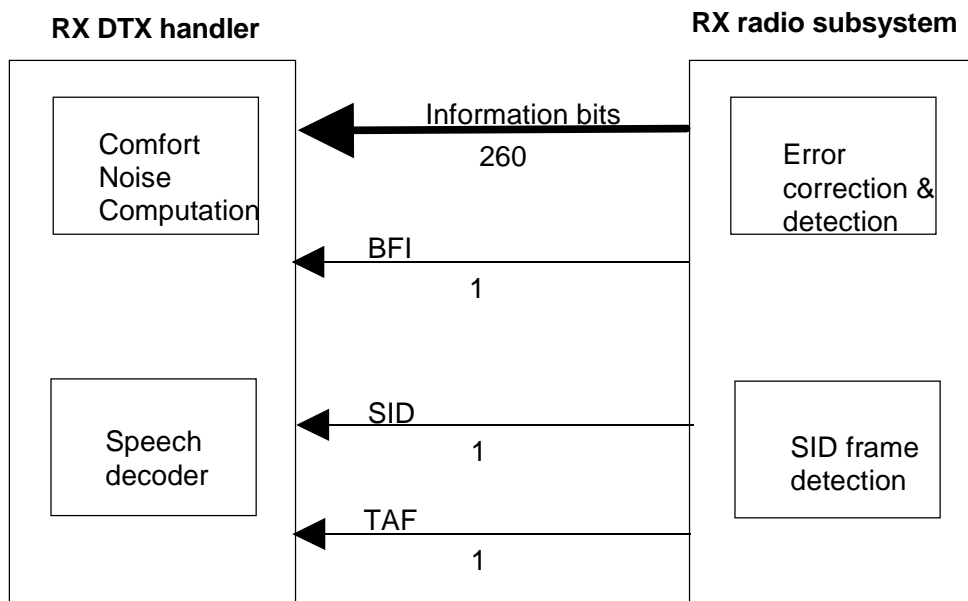 RX DTX handler
RX radio subsystem
Information bits
260
Comfort
Noise
Computation
Error
correction &
detection
BFI
1
SID
1
Speech
decoder
SID frame
detection
TAF
1